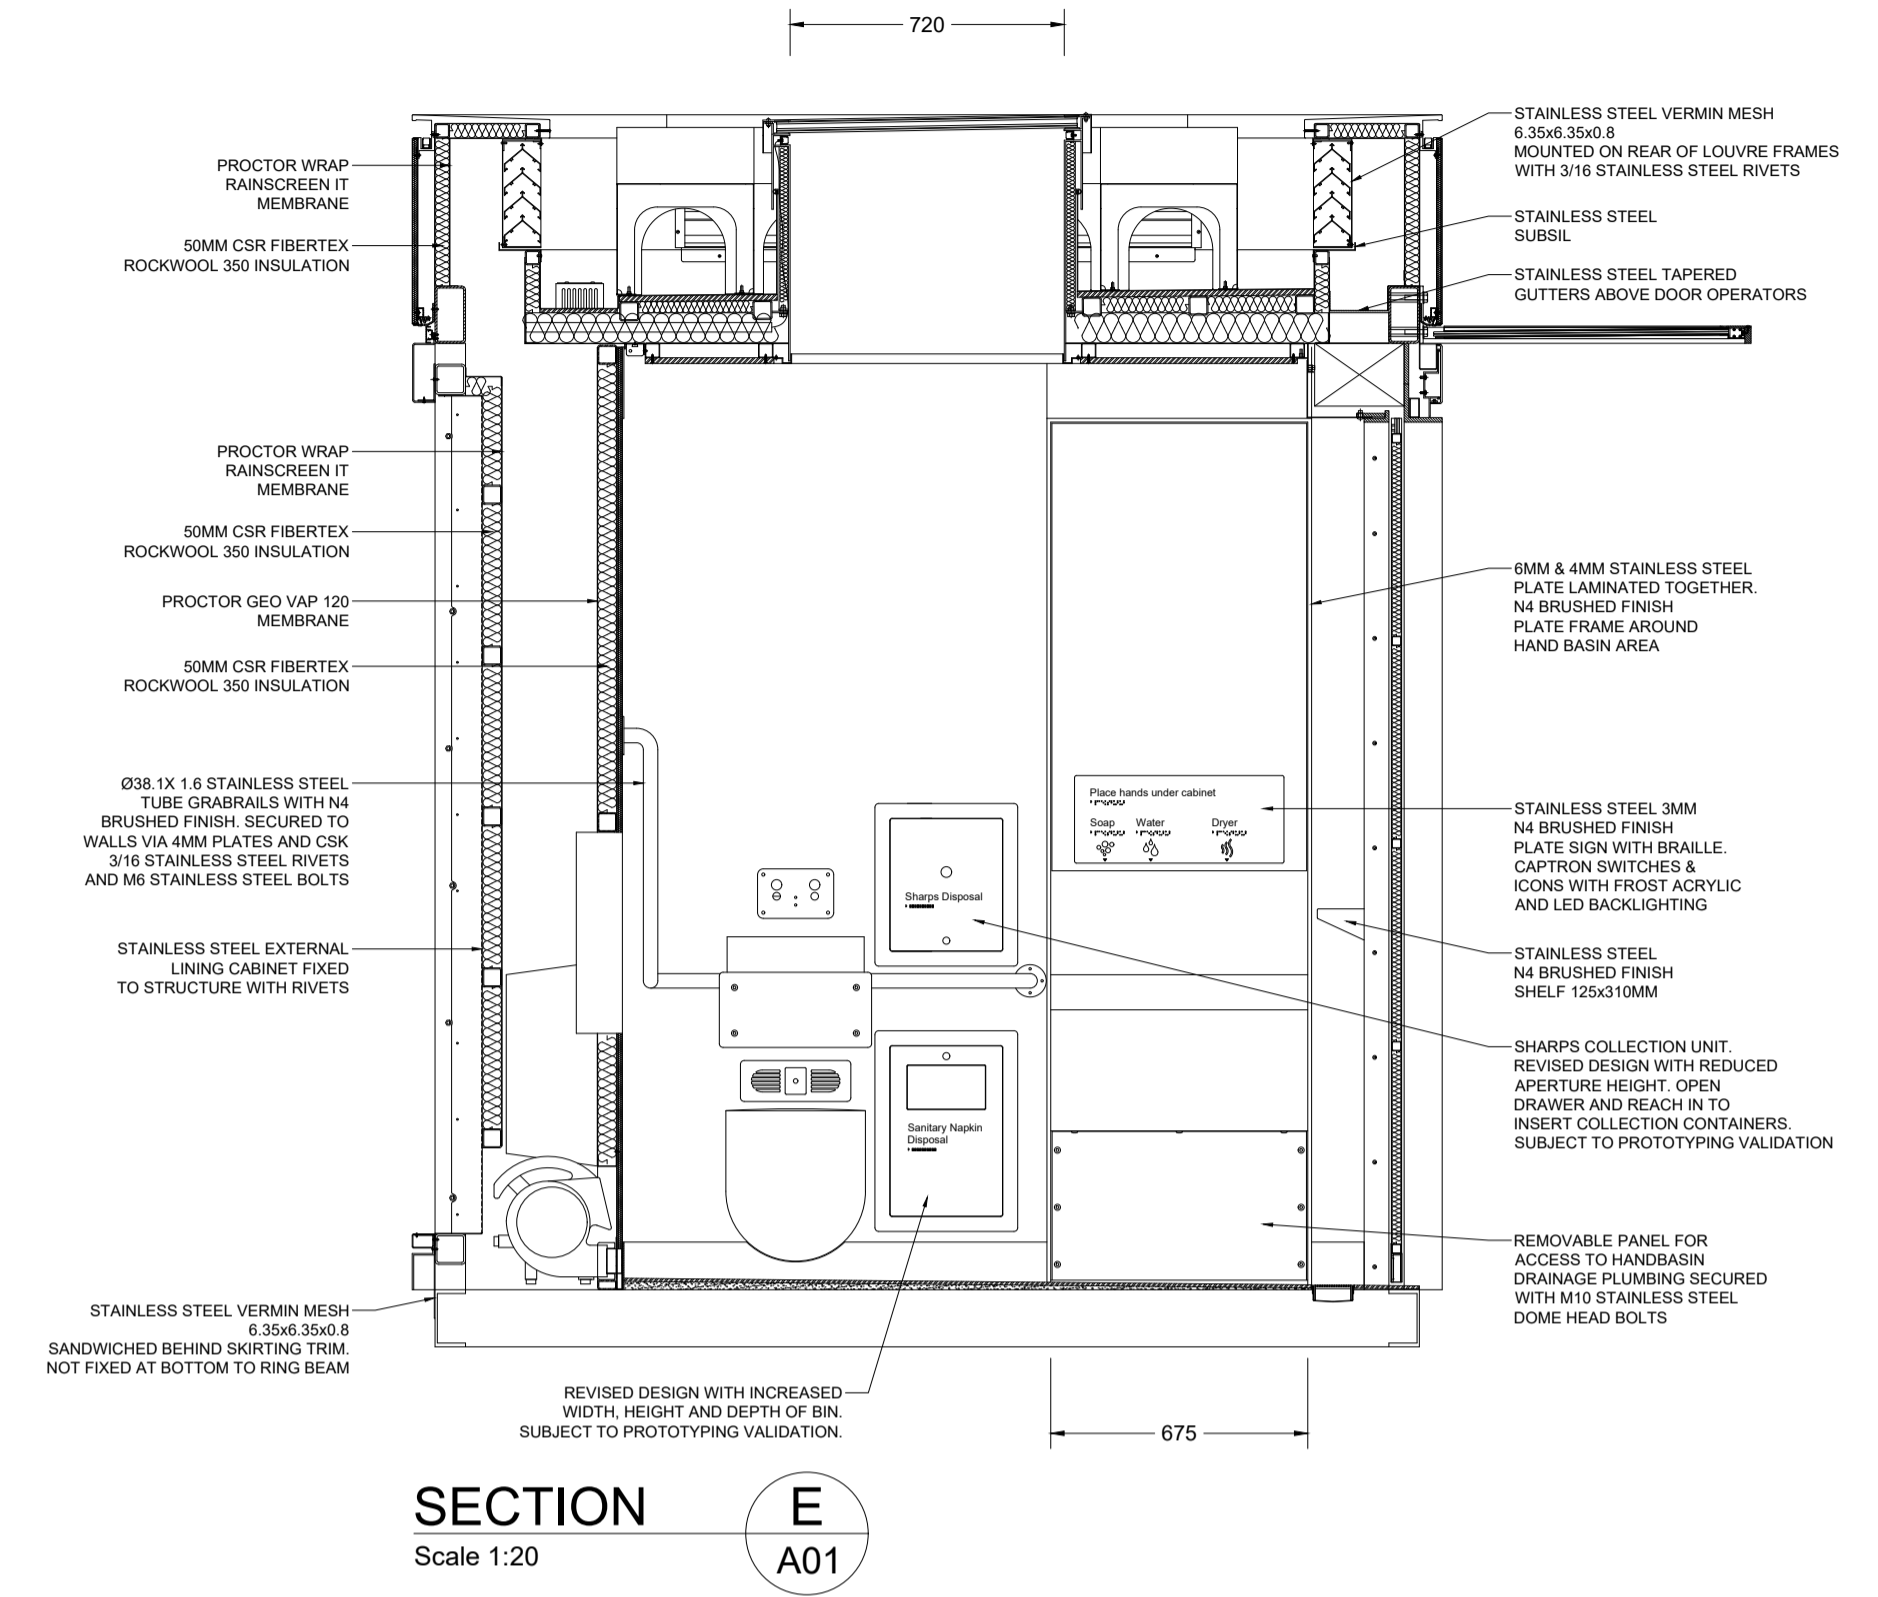 720
PROCTOR WRAP
RAINSCREEN IT
MEMBRANE
50MM CSR FIBERTEX
ROCKWOOL 350 INSULATION
PROCTOR WRAP
RAINSCREEN IT
MEMBRANE
50MM CSR FIBERTEX
ROCKWOOL 350 INSULATION
PROCTOR GEO VAP 120
MEMBRANE
50MM CSR FIBERTEX
ROCKWOOL 350 INSULATION
Ø38.1X 1.6 STAINLESS STEEL
TUBE GRABRAILS WITH N4
BRUSHED FINISH. SECURED TO
WALLS VIA 4MM PLATES AND CSK
3/16 STAINLESS STEEL RIVETS
AND M6 STAINLESS STEEL BOLTS
STAINLESS STEEL EXTERNAL
LINING CABINET FIXED
TO STRUCTURE WITH RIVETS
STAINLESS STEEL VERMIN MESH
6.35x6.35x0.8
SANDWICHED BEHIND SKIRTING TRIM.
NOT FIXED AT BOTTOM TO RING BEAM
Place hands under cabinet
Soap Water Dryer
Sharps Disposal
Sanitary Napkin
Disposal
STAINLESS STEEL VERMIN MESH
6.35x6.35x0.8
MOUNTED ON REAR OF LOUVRE FRAMES
WITH 3/16 STAINLESS STEEL RIVETS
STAINLESS STEEL
SUBSIL
STAINLESS STEEL TAPERED
GUTTERS ABOVE DOOR OPERATORS
6MM & 4MM STAINLESS STEEL
PLATE LAMINATED TOGETHER.
N4 BRUSHED FINISH
PLATE FRAME AROUND
HAND BASIN AREA
STAINLESS STEEL 3MM
N4 BRUSHED FINISH
PLATE SIGN WITH BRAILLE.
CAPTRON SWITCHES &
ICONS WITH FROST ACRYLIC
AND LED BACKLIGHTING
STAINLESS STEEL
N4 BRUSHED FINISH
SHELF 125x310MM
SHARPS COLLECTION UNIT.
REVISED DESIGN WITH REDUCED
APERTURE HEIGHT. OPEN
DRAWER AND REACH IN TO
INSERT COLLECTION CONTAINERS.
SUBJECT TO PROTOTYPING VALIDATION
REMOVABLE PANEL FOR
ACCESS TO HANDBASIN
DRAINAGE PLUMBING SECURED
WITH M10 STAINLESS STEEL
DOME HEAD BOLTS
REVISED DESIGN WITH INCREASED
WIDTH, HEIGHT AND DEPTH OF BIN.
SUBJECT TO PROTOTYPING VALIDATION.
675
SECTION
Scale 1:20
E
A01